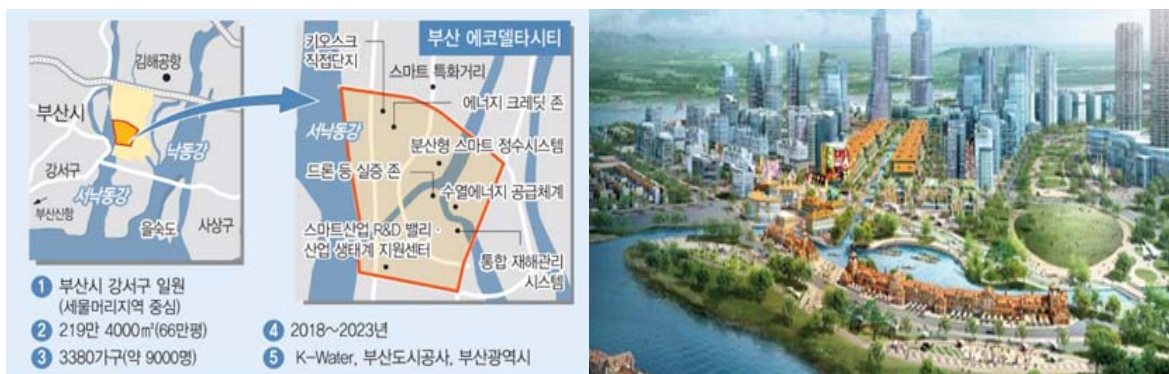 김해공항
부산시
낙동강
강서구
서낙동강
부산신항
을숙도
사상구
부산 에코델타시티
키오스크
직접단지
스마트 특화거리
에너지 크레딧 존
서낙동강
분산형 스마트 정수시스템
드론 등 실증 존
수열에너지 공급체계
스마트산업 R&D 밸리·
산업 생태계 지원센터
통합 재해관리
시스템
1 부산시 강서구 일원
(세물머리지역 중심)
2 219만 4000㎡(66만평)
3 3380가구(약 9000명)
4 2018~2023년
5 K-Water, 부산도시공사, 부산광역시